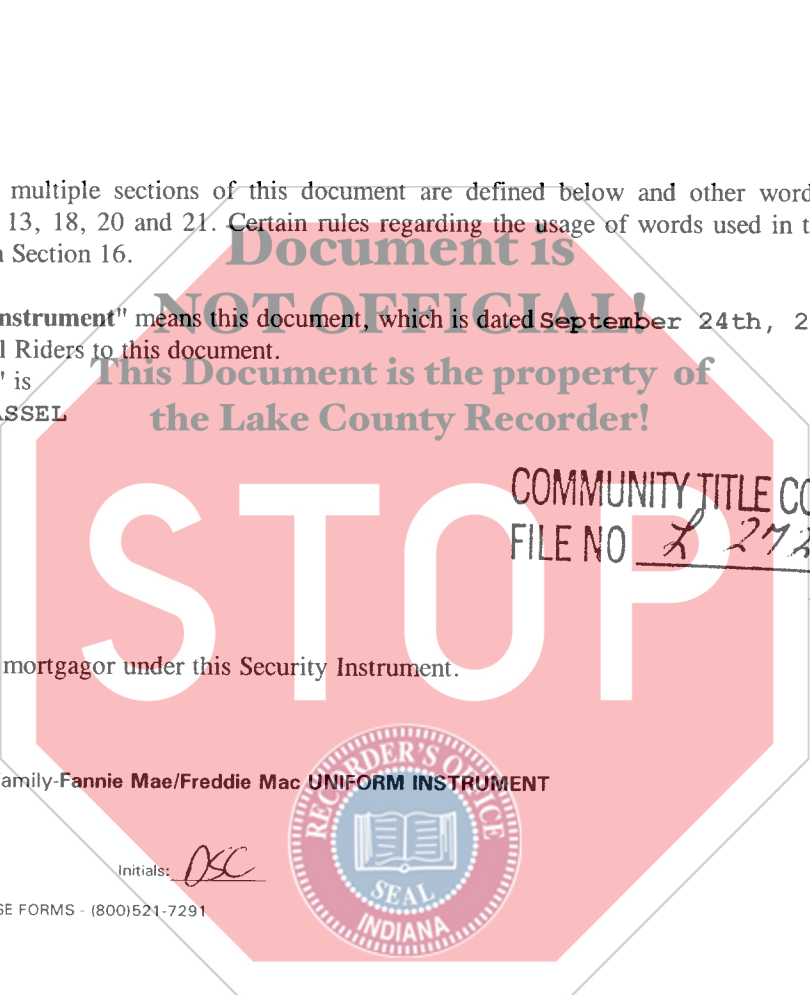 multiple sections of this document are defined below and other word
13, 18, 20 and 21. Certain rules regarding the usage of words used in t
Section 16.
Document is
NOT OFFICIAL!
nstrument" means this document, which is dated September 24th, 2
l Riders to this document.
" is
This Document is the property of
ASSEL
the Lake County Recorder!
COMMUNITY TITLE CO
FILE NO L 272
STOP
mortgagor under this Security Instrument.
amily-Fannie Mae/Freddie Mac UNIFORM INSTRUMENT
RECORDER'S OFFICE
SEAL
INDIANA
Initials: DSC
SE FORMS - (800)521-7291